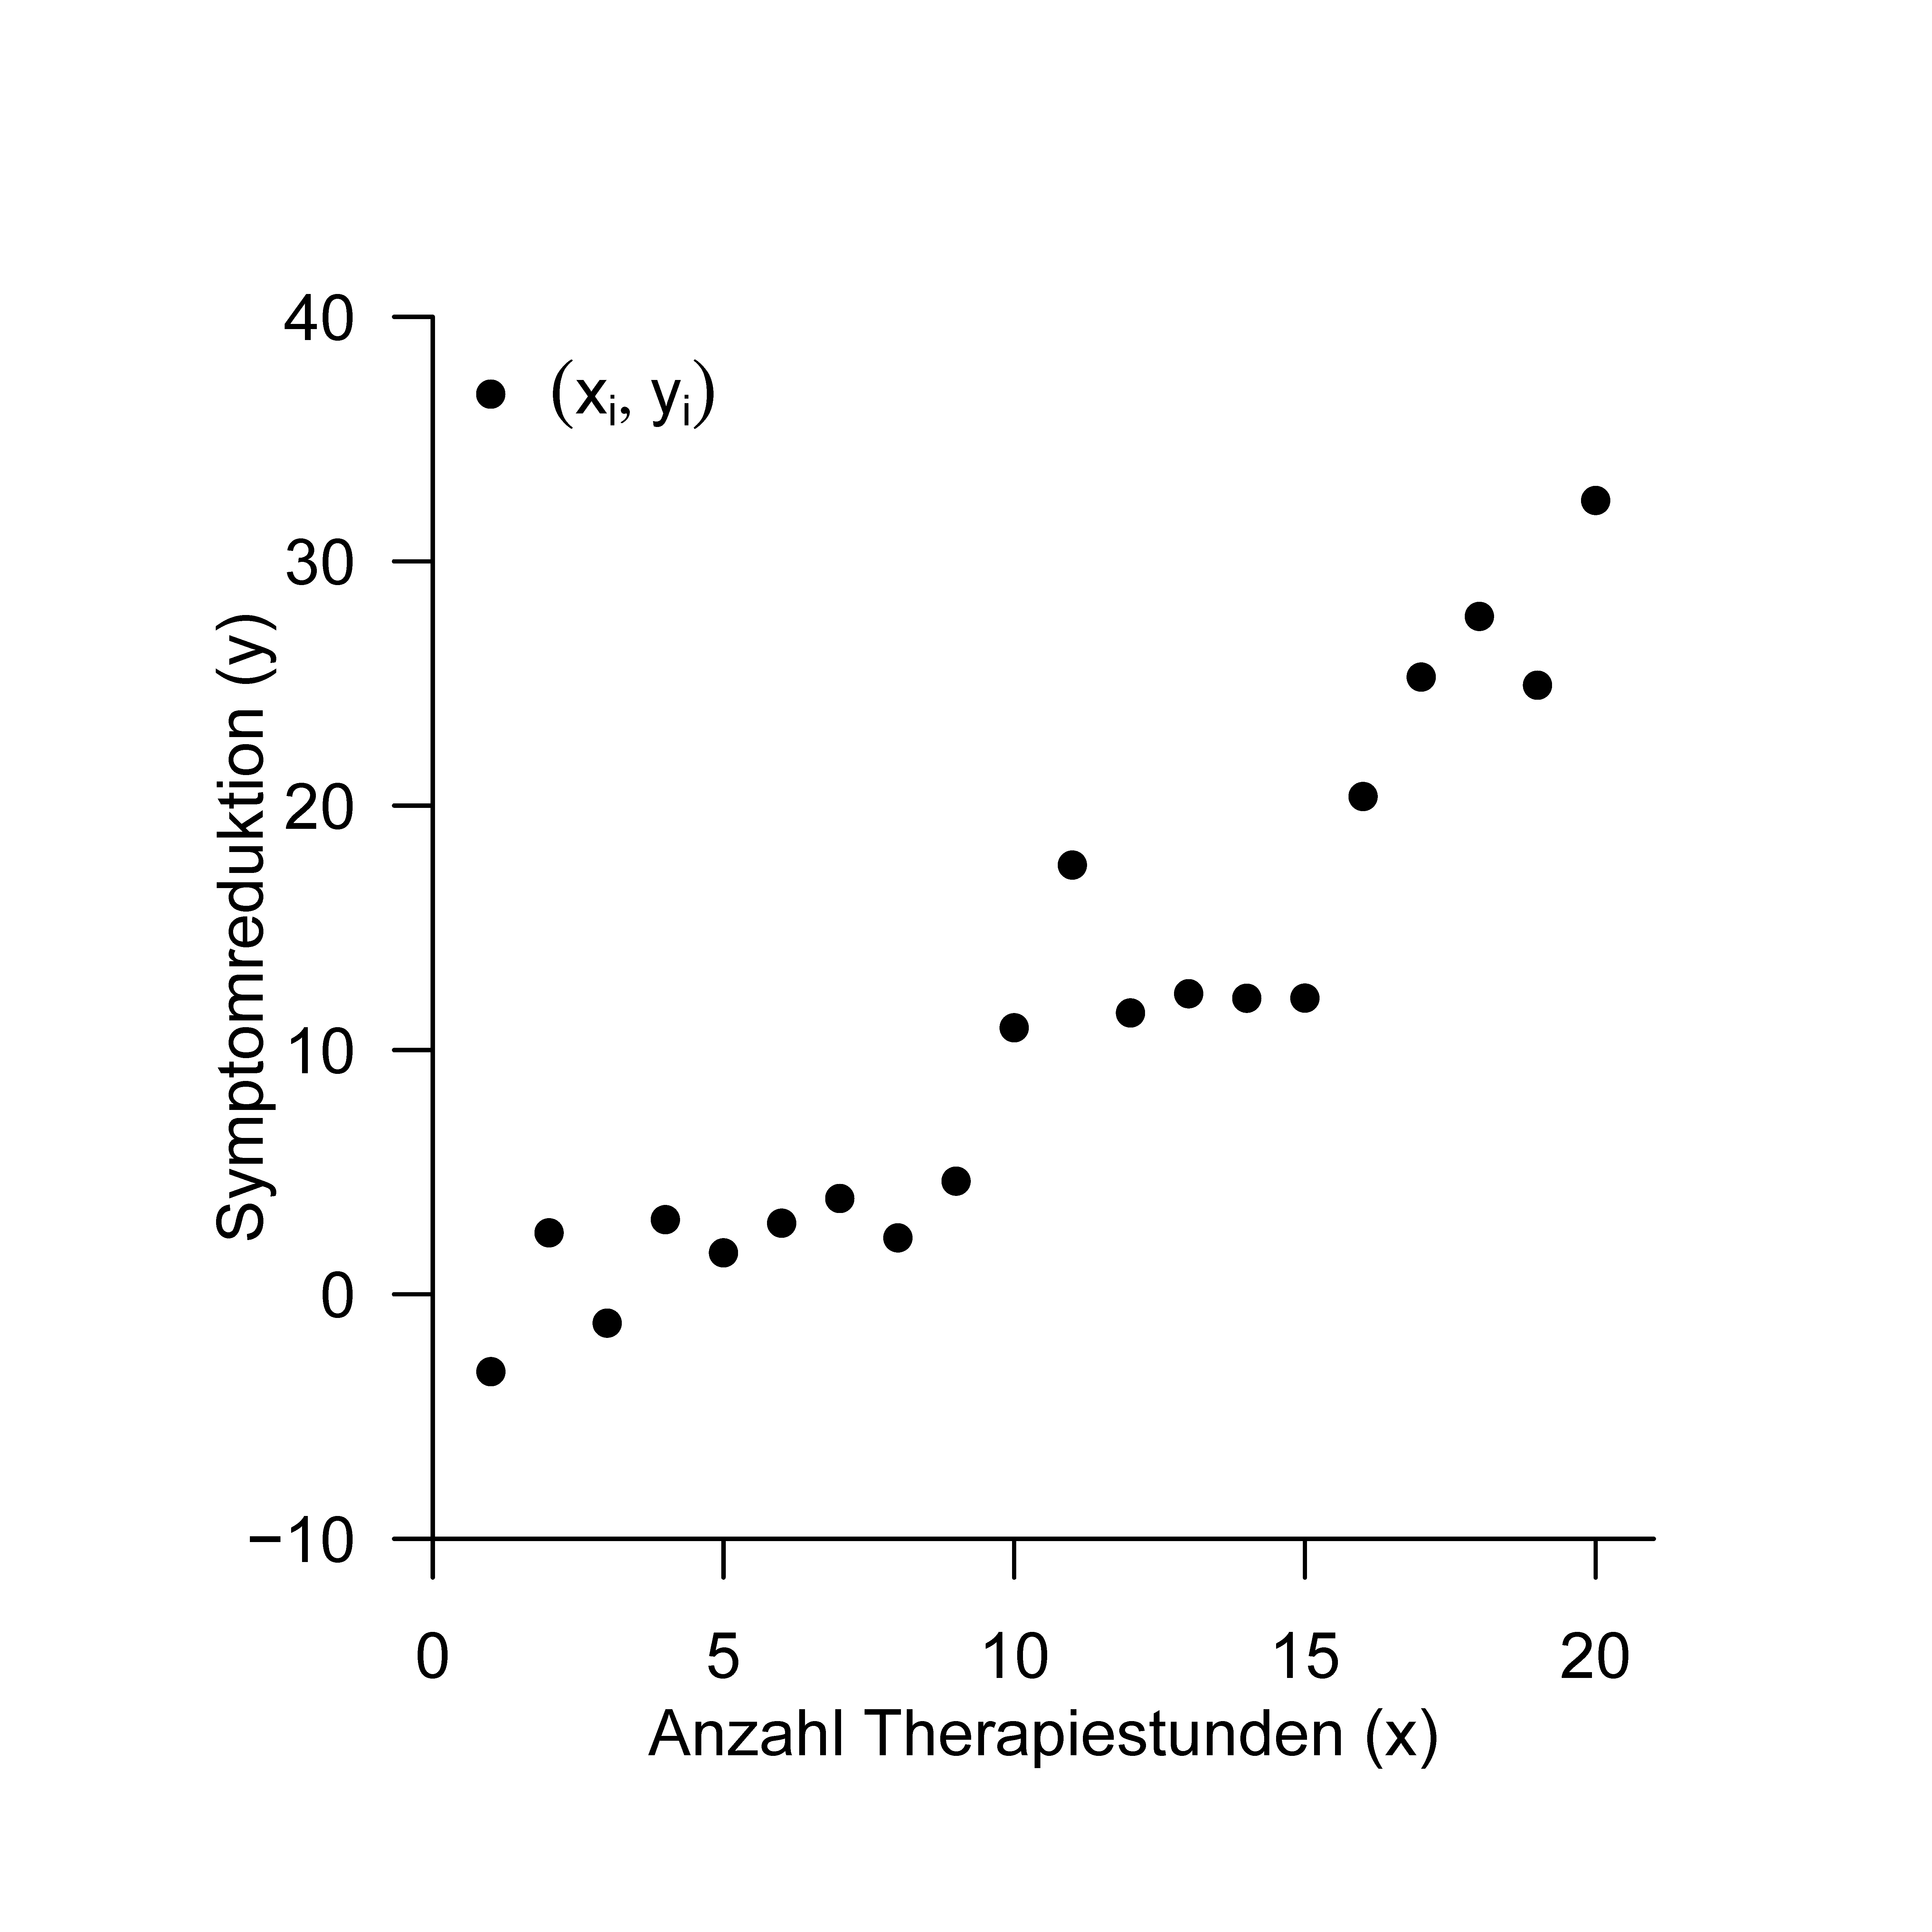 40
(xi, yi)
30
20
10
0
−10
Symptomreduktion (y)
0 5 10 15 20
Anzahl Therapiestunden (x)